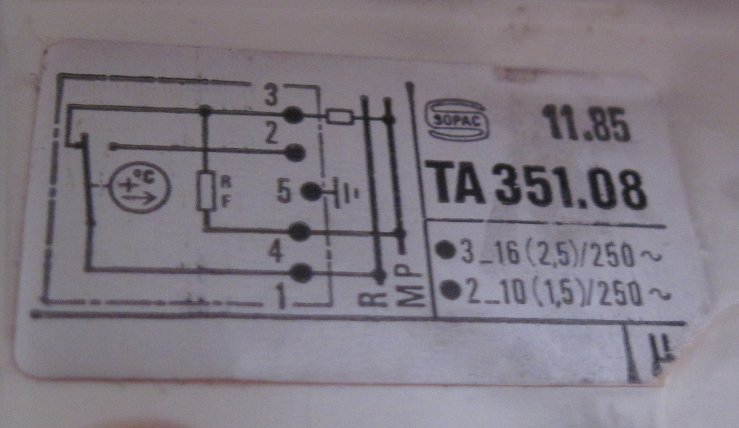 3
2
+°C
R
F
5
4
1
R
MP
SOPAC
11.85
TA 351.08
3_16 (2,5)/250 ~
2_10 (1,5)/250 ~
µ